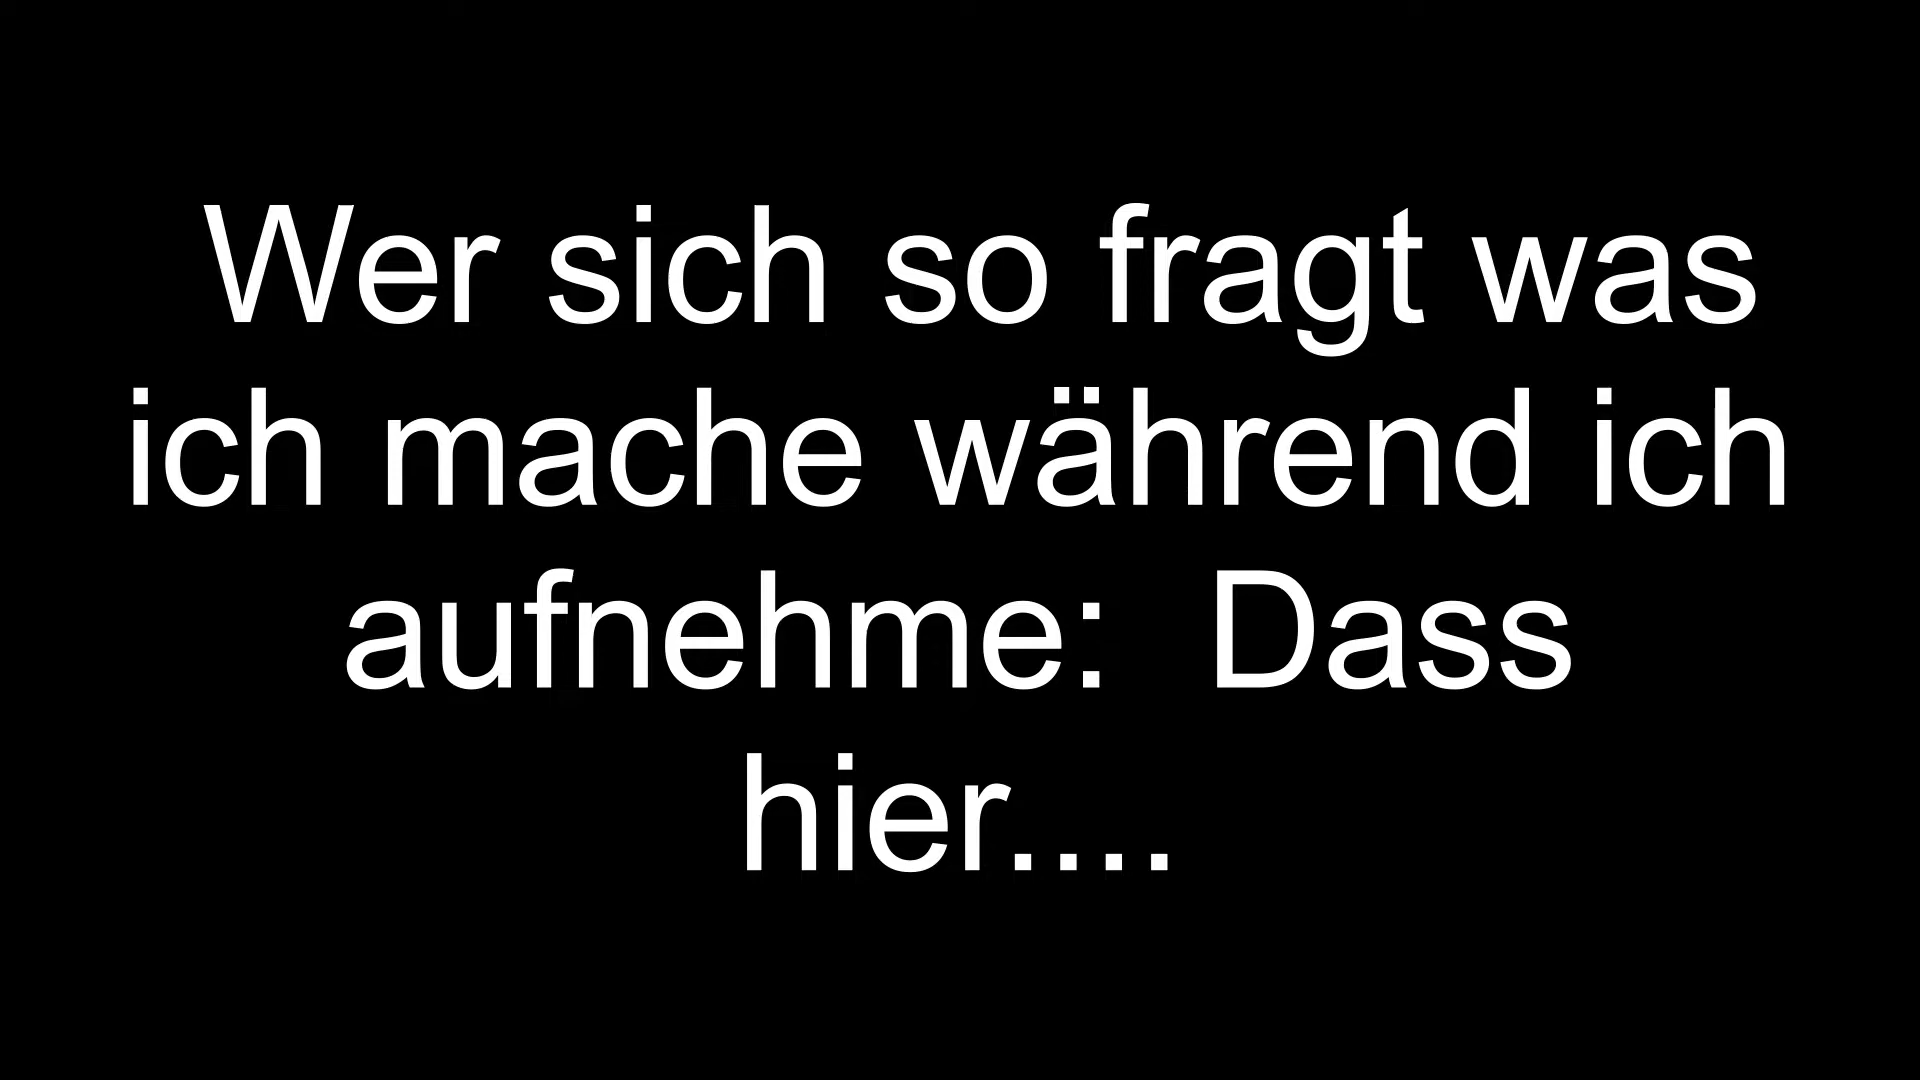 Wer sich so fragt was
ich mache während ich
aufnehme:  Dass
hier....